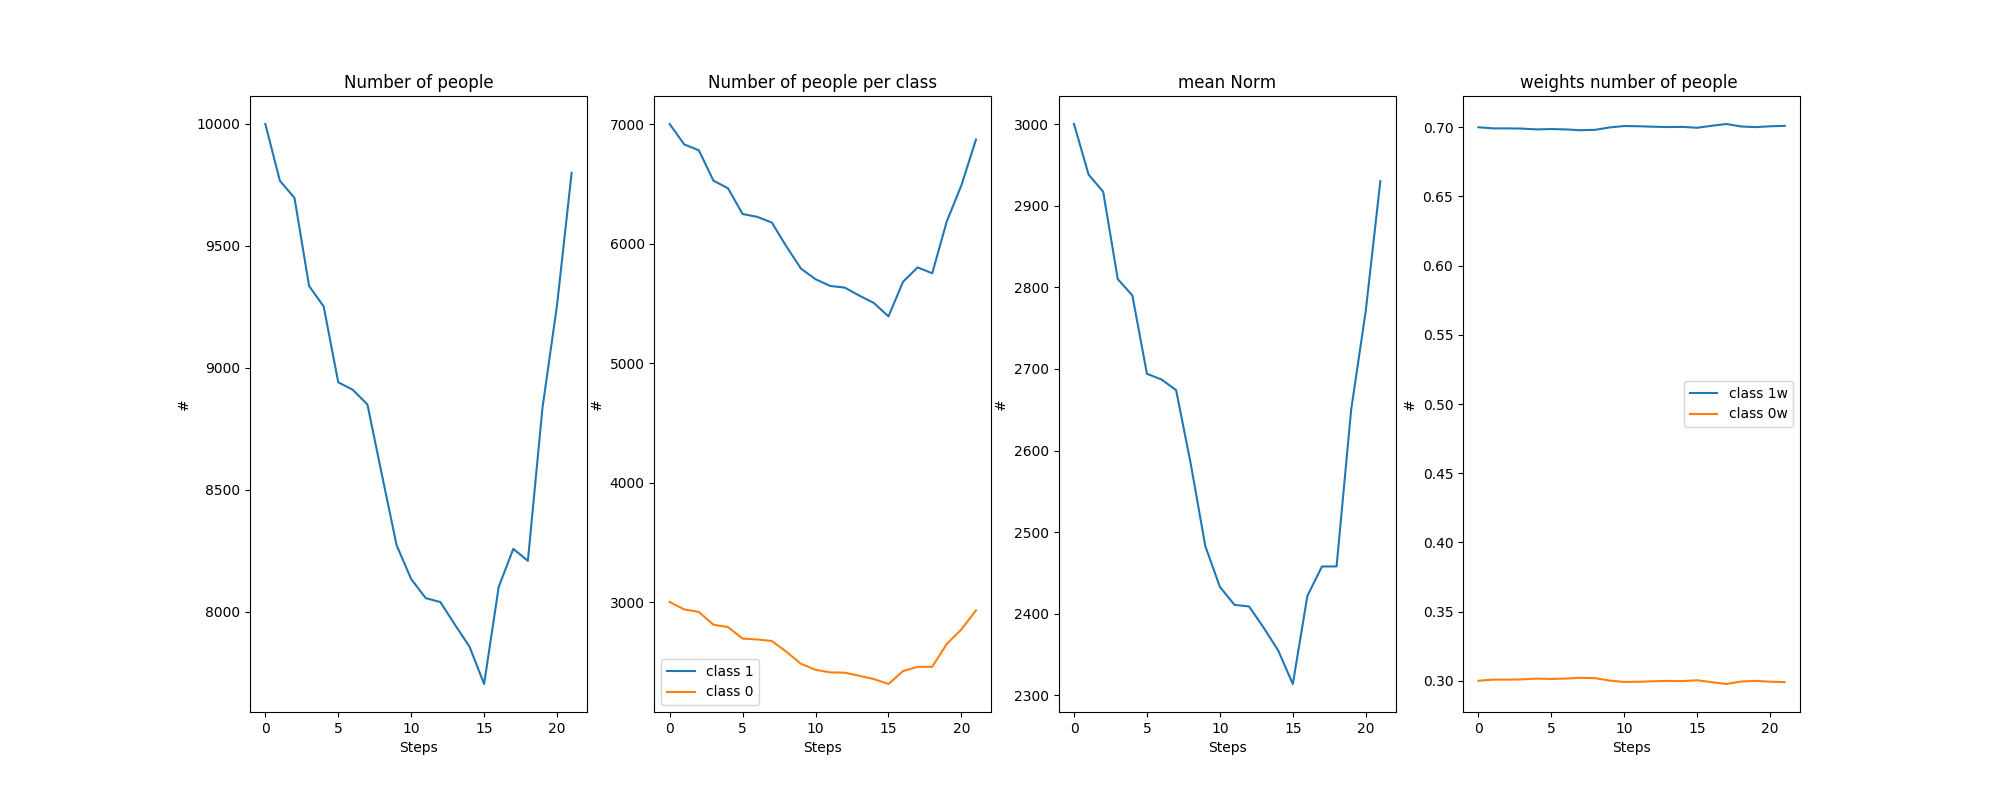 Number of people
10000
9500
9000
8500
8000
#
0 5 10 15 20
Steps
Number of people per class
7000
6000
5000
4000
3000
#
class 1
class 0
0 5 10 15 20
Steps
mean Norm
3000
2900
2800
2700
2600
2500
2400
2300
#
0 5 10 15 20
Steps
weights number of people
0.70
0.65
0.60
0.55
0.50
0.45
0.40
0.35
0.30
#
class 1w
class 0w
0 5 10 15 20
Steps